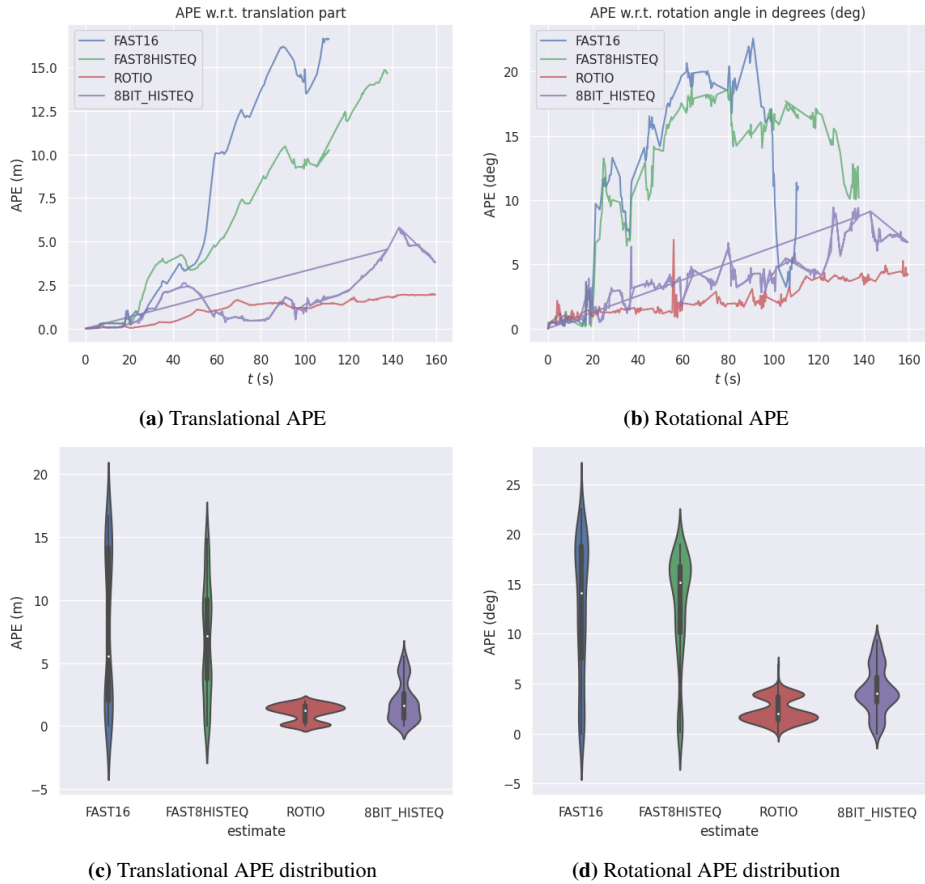 APE w.r.t. translation part
FAST16
FAST8HISTEQ
ROTIO
8BIT_HISTEQ
15.0
12.5
10.0
7.5
5.0
2.5
0.0
APE (m)
0 20 40 60 80 100 120 140 160
t (s)
(a) Translational APE
APE w.r.t. rotation angle in degrees (deg)
FAST16
FAST8HISTEQ
ROTIO
8BIT_HISTEQ
20
15
10
5
0
APE (deg)
0 20 40 60 80 100 120 140 160
t (s)
(b) Rotational APE
20
15
10
5
0
−5
APE (m)
FAST16 FAST8HISTEQ ROTIO 8BIT_HISTEQ
estimate
(c) Translational APE distribution
25
20
15
10
5
0
−5
APE (deg)
FAST16 FAST8HISTEQ ROTIO 8BIT_HISTEQ
estimate
(d) Rotational APE distribution